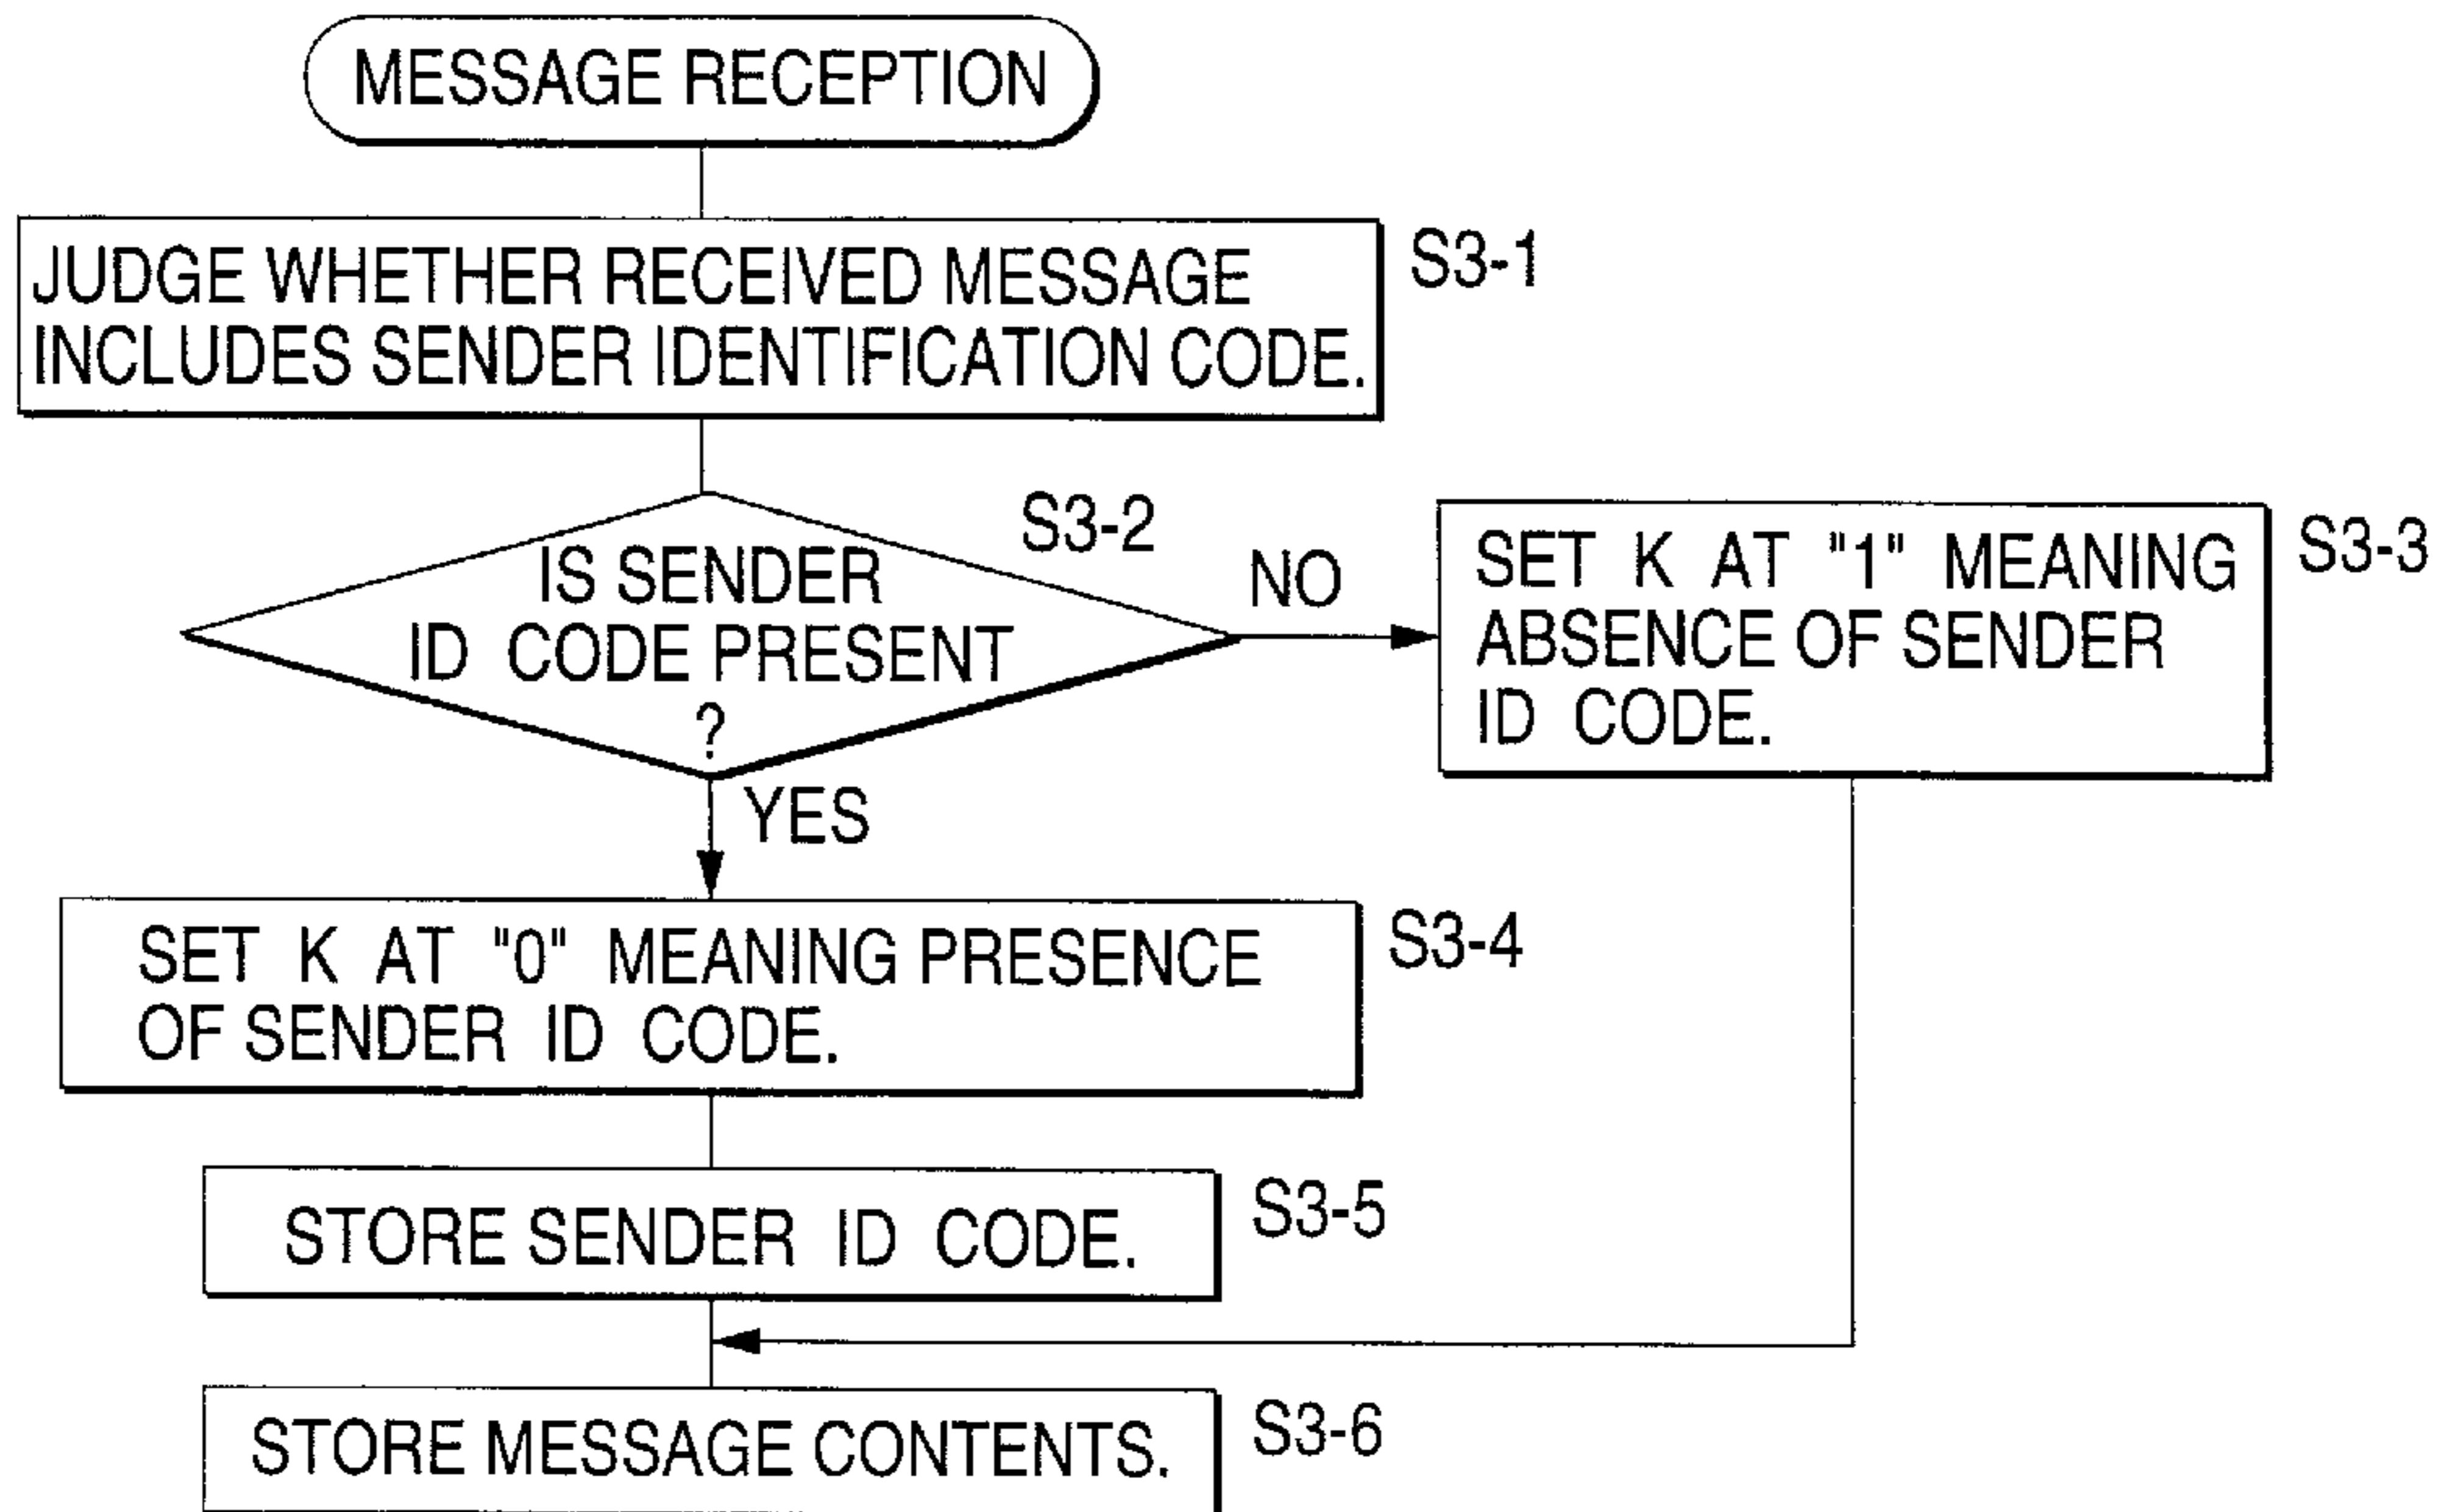 MESSAGE RECEPTION
JUDGE WHETHER RECEIVED MESSAGE
INCLUDES SENDER IDENTIFICATION CODE.
S3-1
S3-2
IS SENDER
ID CODE PRESENT
?
NO
SET K AT "1" MEANING
ABSENCE OF SENDER
ID CODE.
S3-3
YES
SET K AT "0" MEANING PRESENCE
OF SENDER ID CODE.
S3-4
STORE SENDER ID CODE.
S3-5
STORE MESSAGE CONTENTS.
S3-6